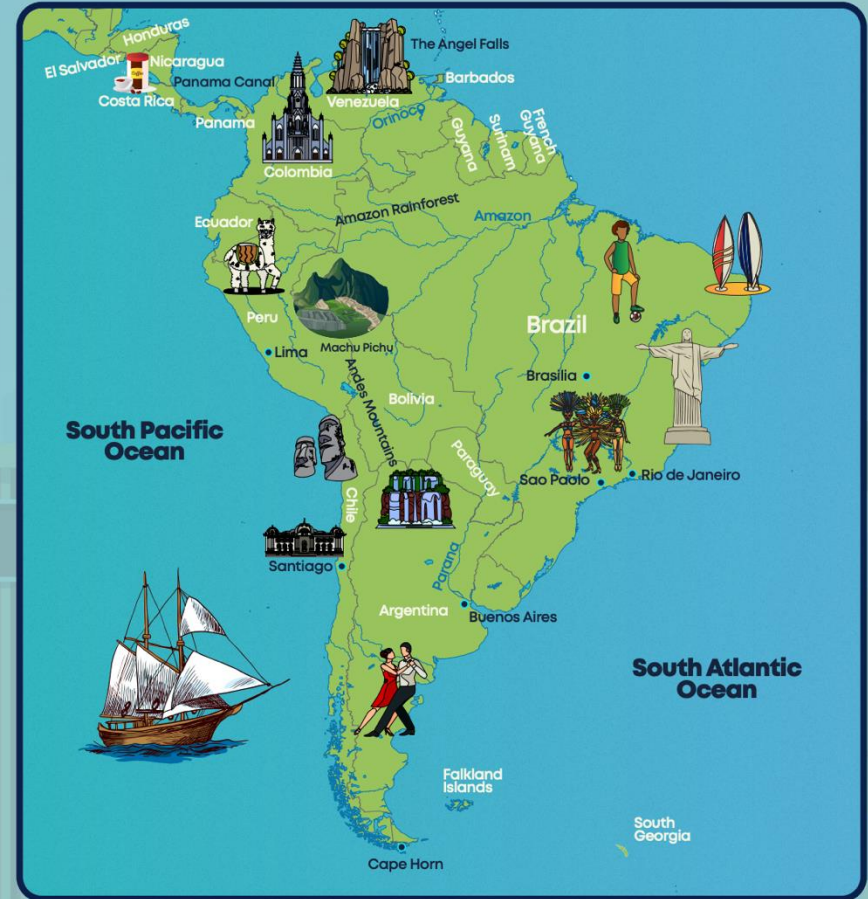 Honduras
The Angel Falls
El Salvador
Nicaragua
Coffee
Panama Canal
Barbados
Costa Rica
Venezuela
Orinoco
Panama
Guyana
Surinam
French
Guyana
Colombia
Amazon Rainforest
Amazon
Ecuador
Peru
Brazil
Machu Pichu
Lima
Andes Mountains
Brasilia
Bolivia
South Pacific
Ocean
Paraguay
Sao Paolo
Rio de Janeiro
Chile
Santiago
Parana
Argentina
Buenos Aires
South Atlantic
Ocean
Falkland
Islands
South
Georgia
Cape Horn